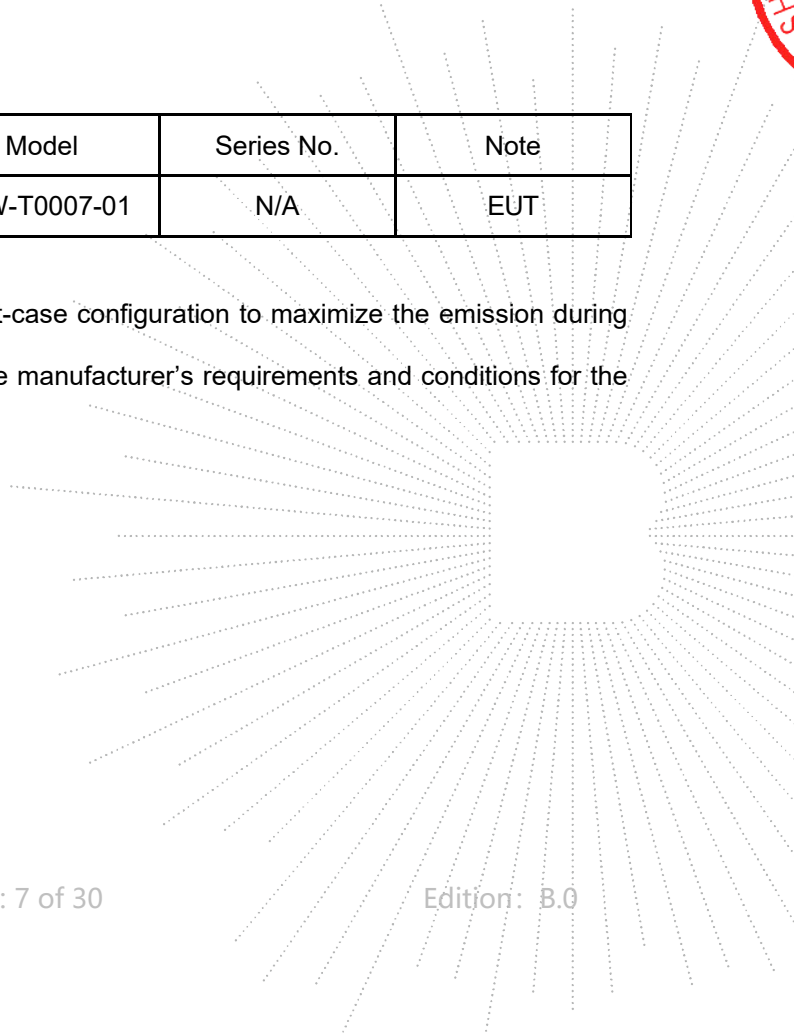 Model Series No. Note
-T0007-01 N/A EUT
-case configuration to maximize the emission during
manufacturer’s requirements and conditions for the
: 7 of 30 Edition: B.0